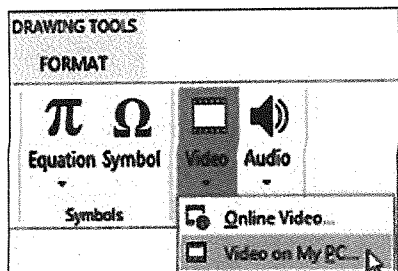 DRAWING TOOLS
FORMAT
π Ω
Equation Symbol Video Audio
Symbols
Online Video...
Video on My PC...